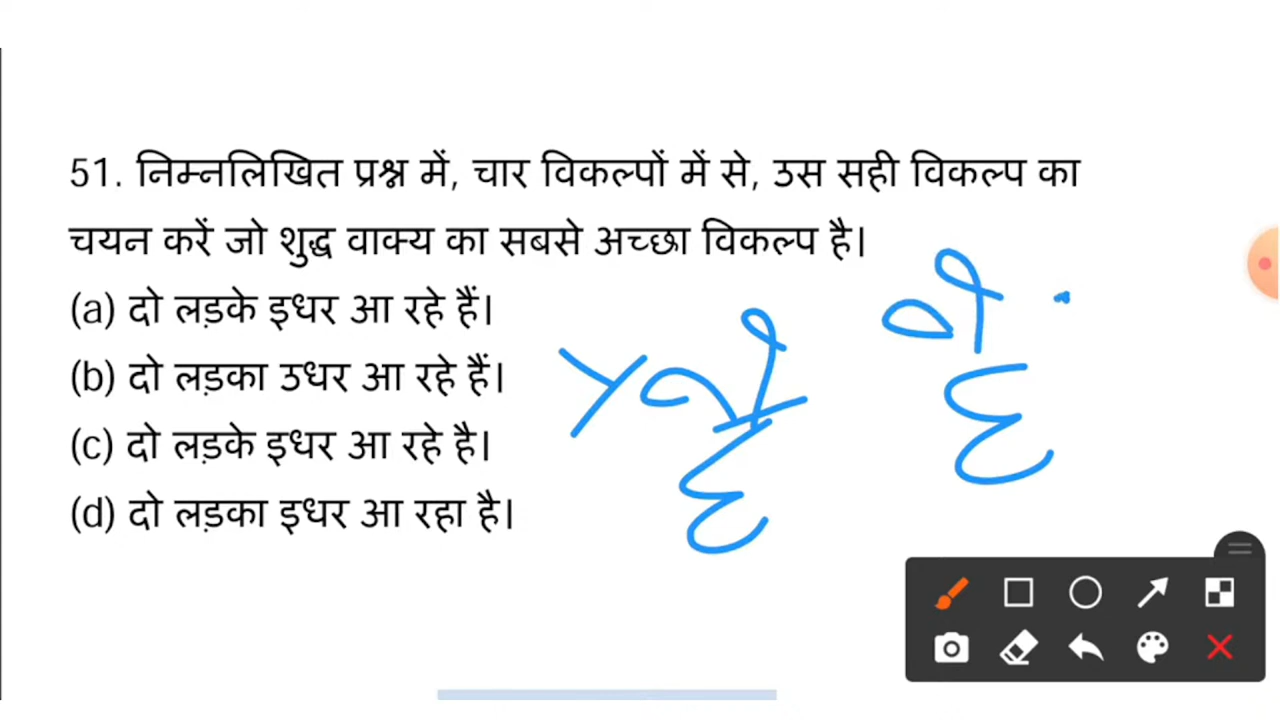 51. निम्नलिखित प्रश्न में, चार विकल्पों में से, उस सही विकल्प का
चयन करें जो शुद्ध वाक्य का सबसे अच्छा विकल्प है।
(a) दो लड़के इधर आ रहे हैं।
(b) दो लड़का उधर आ रहे हैं।
(c) दो लड़के इधर आ रहे है।
(d) दो लड़का इधर आ रहा है।